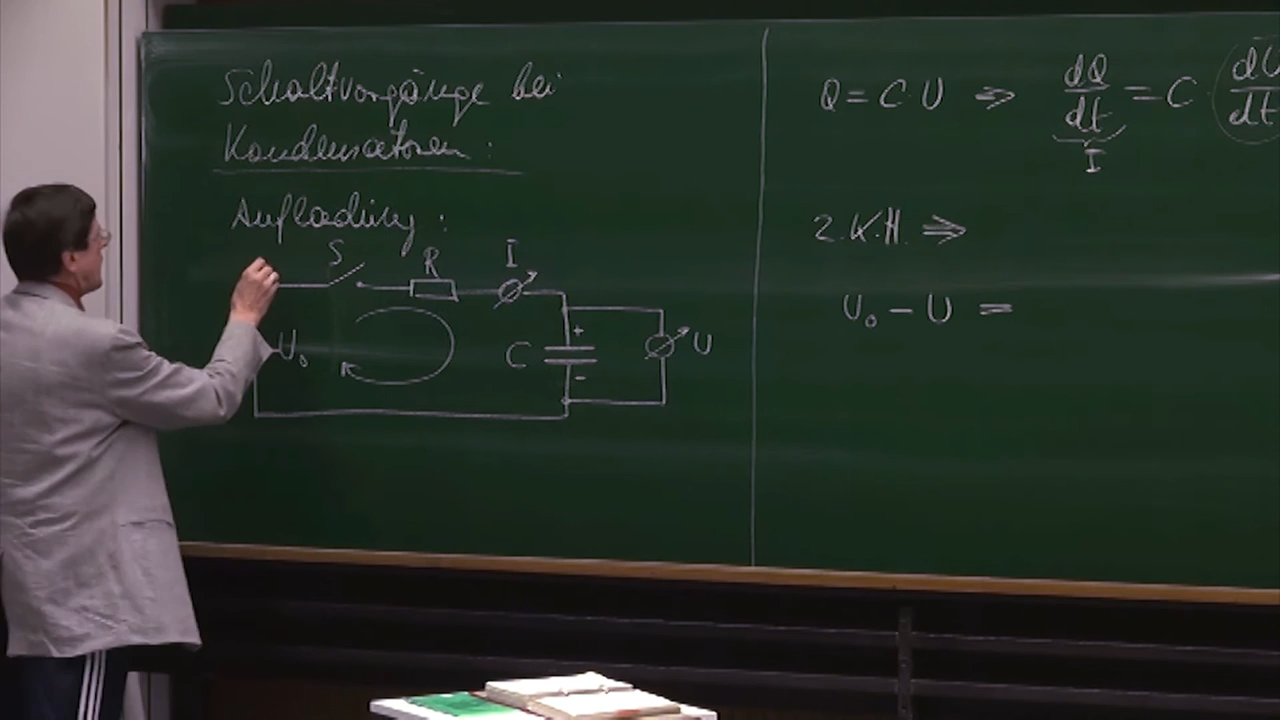 Schaltvorgänge bei
Kondensatoren:
Aufladung:
S
R
I
U₀
C
+
-
U
Q = C·U ⇒ dQ/dt = C · dU/dt
I
2.K.H. ⇒
U₀ - U =